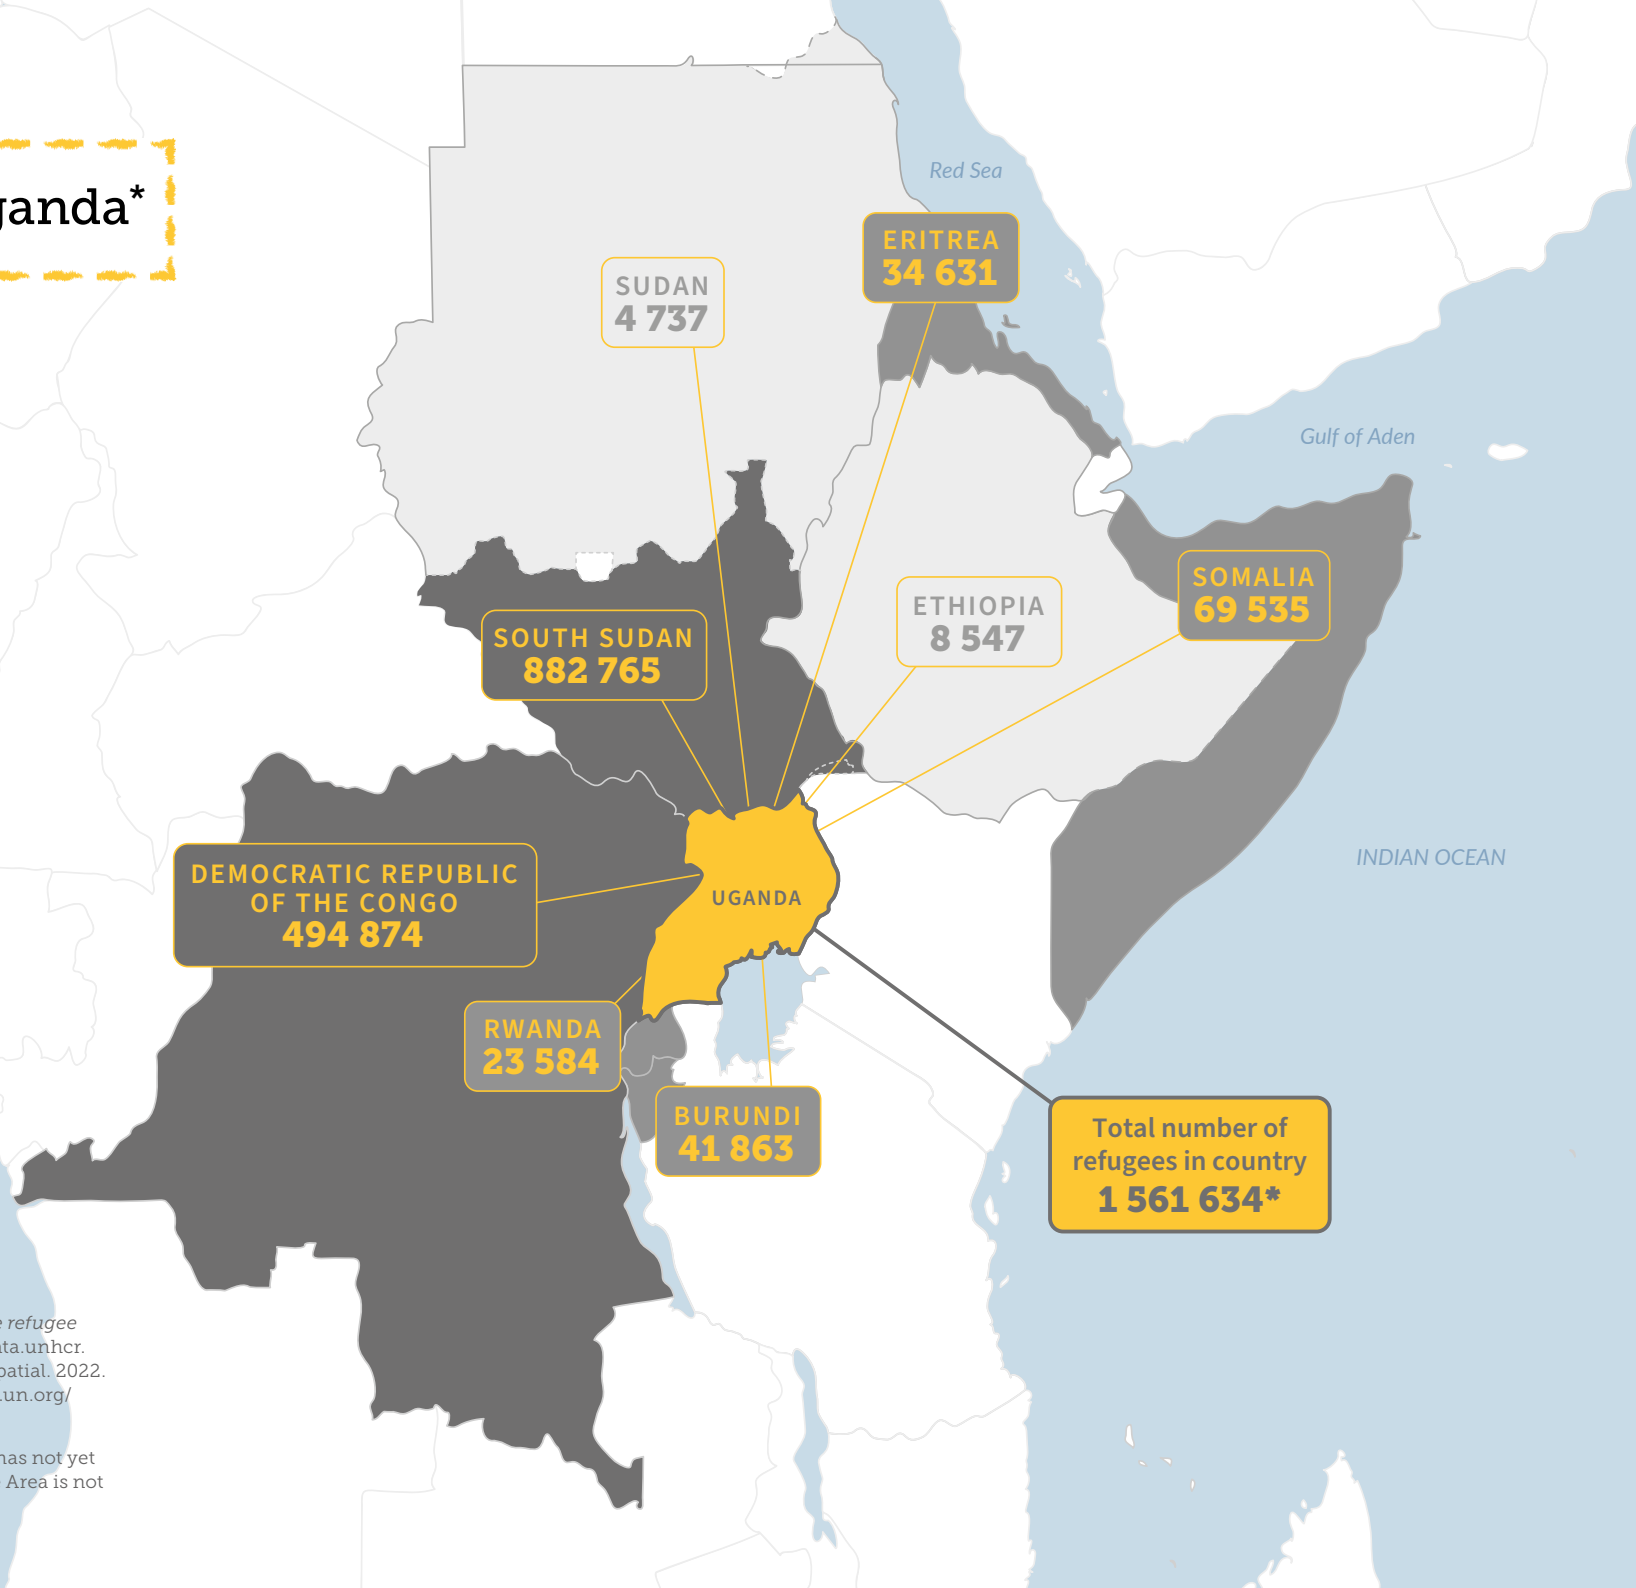 ganda*
Red Sea
ERITREA
34 631
SUDAN
4 737
Gulf of Aden
SOMALIA
69 535
ETHIOPIA
8 547
SOUTH SUDAN
882 765
INDIAN OCEAN
DEMOCRATIC REPUBLIC
OF THE CONGO
494 874
UGANDA
RWANDA
23 584
BURUNDI
41 863
Total number of
refugees in country
1 561 634*
refugee
ta.unhcr.
patial. 2022.
un.org/
has not yet
Area is not